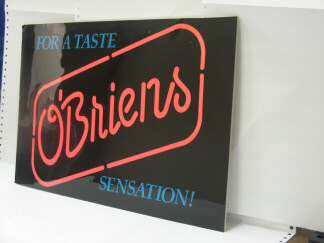 FOR A TASTE
O'Briens
SENSATION!